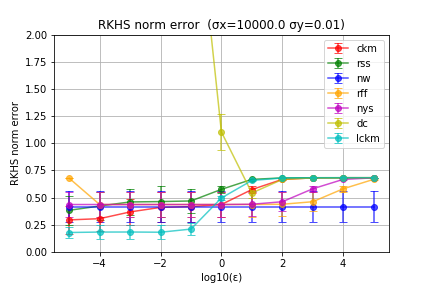 RKHS norm error (σx=10000.0 σy=0.01)
2.00
1.75
1.50
1.25
1.00
0.75
0.50
0.25
0.00
RKHS norm error
ckm
rss
nw
rff
nys
dc
lckm
−4
−2
0
2
4
log10(ε)